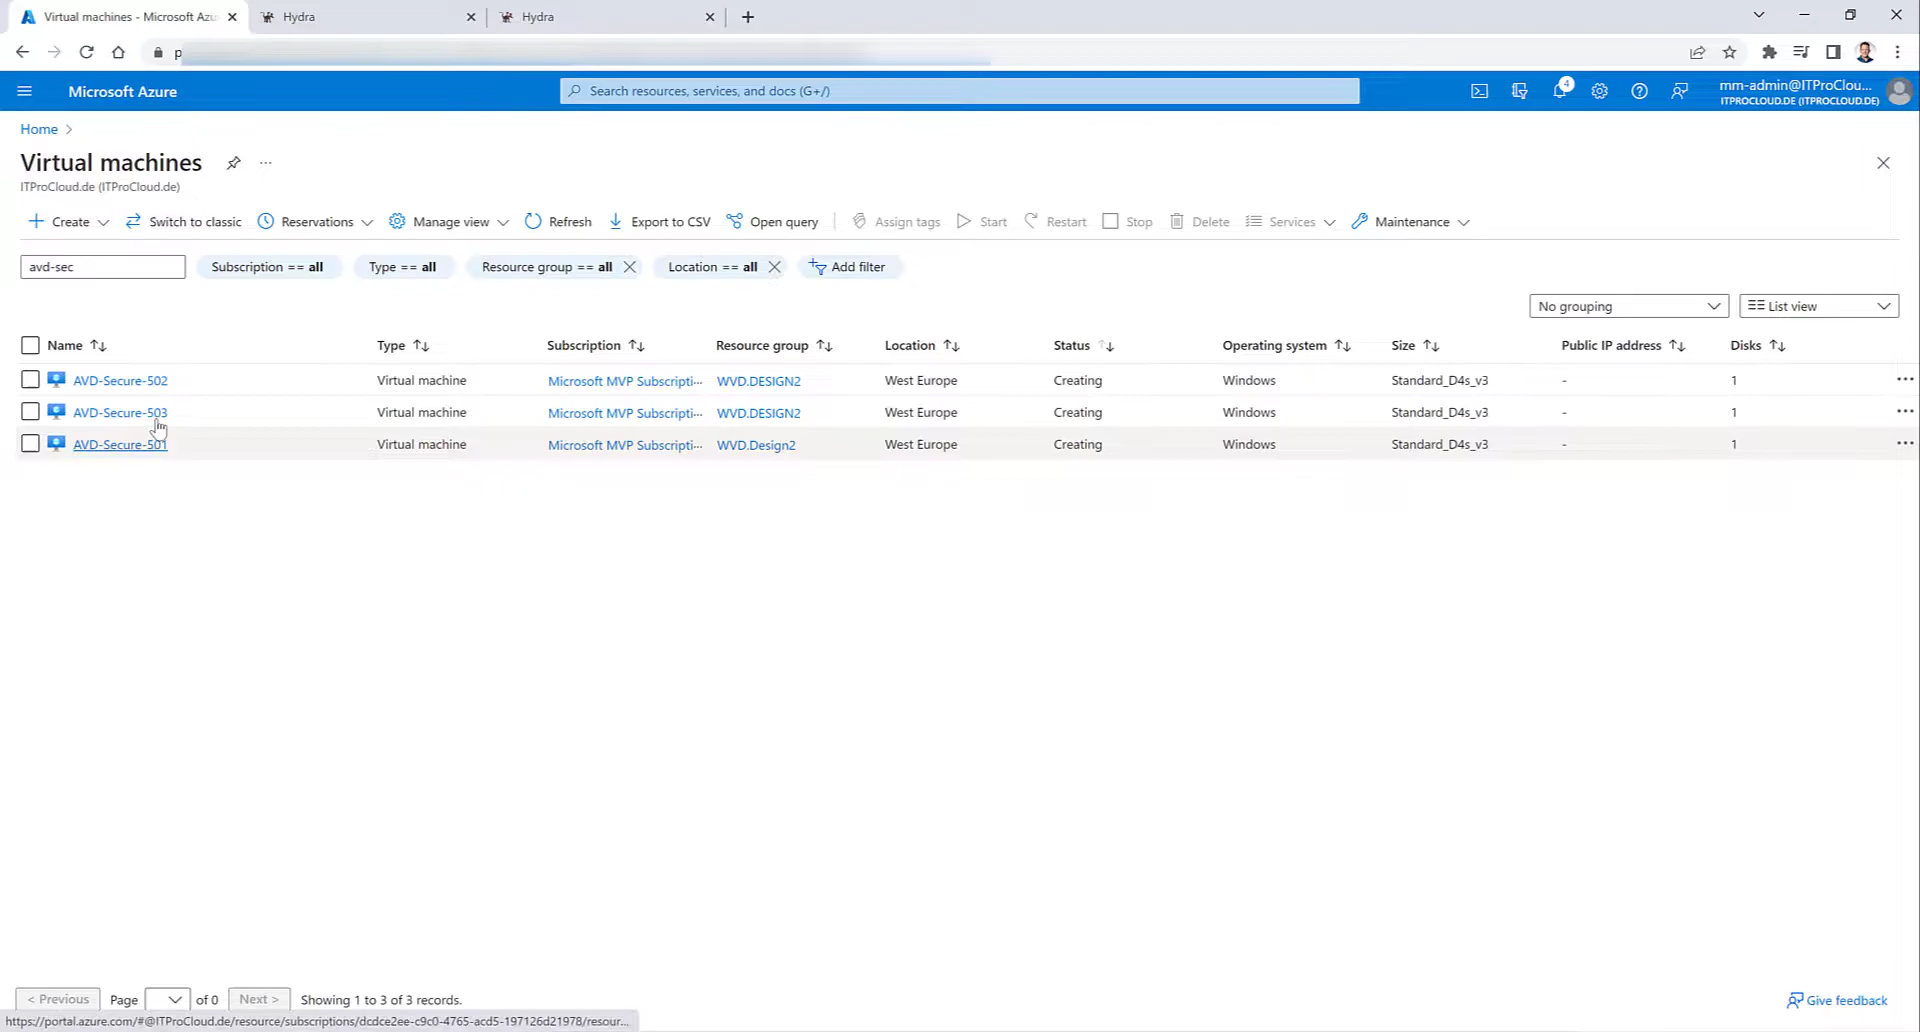 Virtual machines - Microsoft Azu
Hydra
Hydra
p
Microsoft Azure
Search resources, services, and docs (G+/)
4
mm-admin@ITProClou...
ITPROCLOUD.DE (ITPROCLOUD.DE)
Home
Virtual machines
ITProCloud.de (ITProCloud.de)
Create
Switch to classic
Reservations
Manage view
Refresh
Export to CSV
Open query
Assign tags
Start
Restart
Stop
Delete
Services
Maintenance
avd-sec
Subscription == all
Type == all
Resource group == all
Location == all
Add filter
No grouping
List view
Name Type Subscription Resource group Location Status Operating system Size Public IP address Disks
AVD-Secure-502 Virtual machine Microsoft MVP Subscripti... WVD.DESIGN2 West Europe Creating Windows Standard_D4s_v3 - 1
AVD-Secure-503 Virtual machine Microsoft MVP Subscripti... WVD.DESIGN2 West Europe Creating Windows Standard_D4s_v3 - 1
AVD-Secure-501 Virtual machine Microsoft MVP Subscripti... WVD.Design2 West Europe Creating Windows Standard_D4s_v3 - 1
< Previous Page of 0 Next > Showing 1 to 3 of 3 records.
Give feedback
https://portal.azure.com/#@ITProCloud.de/resource/subscriptions/dcdce2ee-c9c0-4765-acd5-197126d21978/resour...